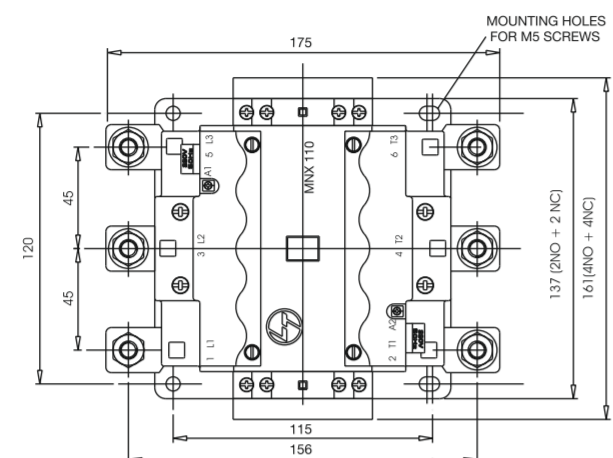 MOUNTING HOLES
FOR M5 SCREWS
175
MNX 110
5 L3
A1
6 T3
45
120
3 L2
4 T2
45
137 (2NO + 2 NC)
161(4NO + 4NC)
1 L1
2 T1
A2
LT
115
156